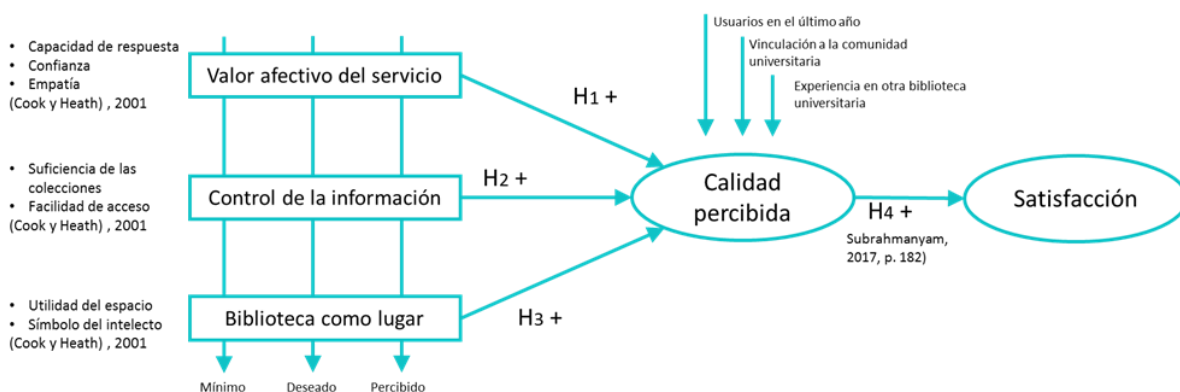 Usuarios en el último año
Vinculación a la comunidad
universitaria
Experiencia en otra biblioteca
universitaria
• Capacidad de respuesta
• Confianza
• Empatía
(Cook y Heath) , 2001
Valor afectivo del servicio
H1 +
• Suficiencia de las
colecciones
• Facilidad de acceso
(Cook y Heath) , 2001
Control de la información
H2 +
Calidad
percibida
H4 +
Subrahmanyam,
2017, p. 182)
Satisfacción
• Utilidad del espacio
• Símbolo del intelecto
(Cook y Heath) , 2001
Biblioteca como lugar
H3 +
Mínimo
Deseado
Percibido